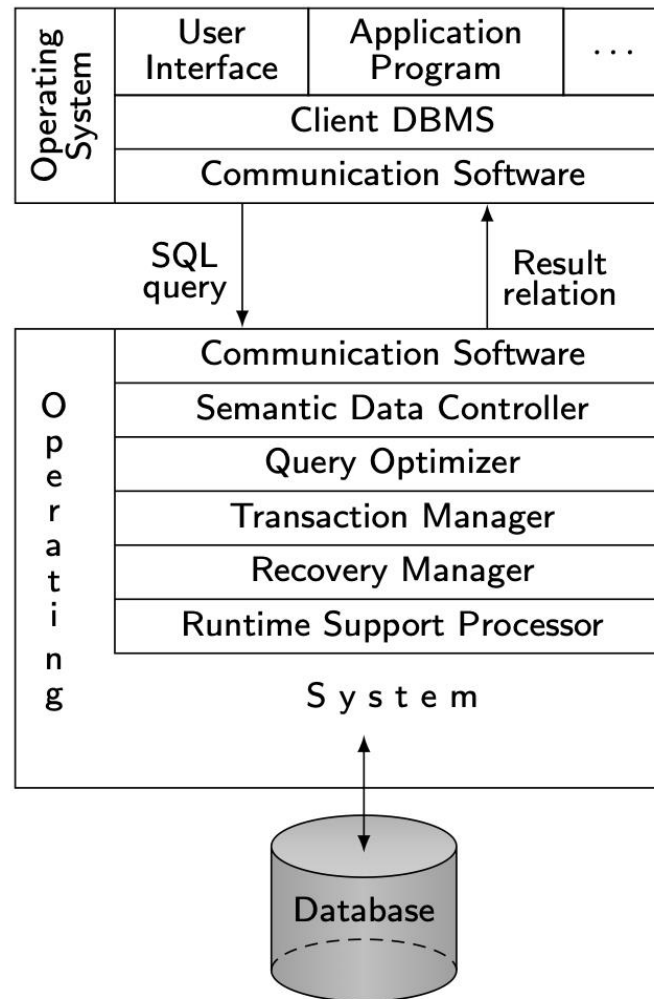 Operating
System
User
Interface
Application
Program
...
Client DBMS
Communication Software
SQL
query
Result
relation
Communication Software
Semantic Data Controller
Query Optimizer
Transaction Manager
Recovery Manager
Runtime Support Processor
Operating
System
Database